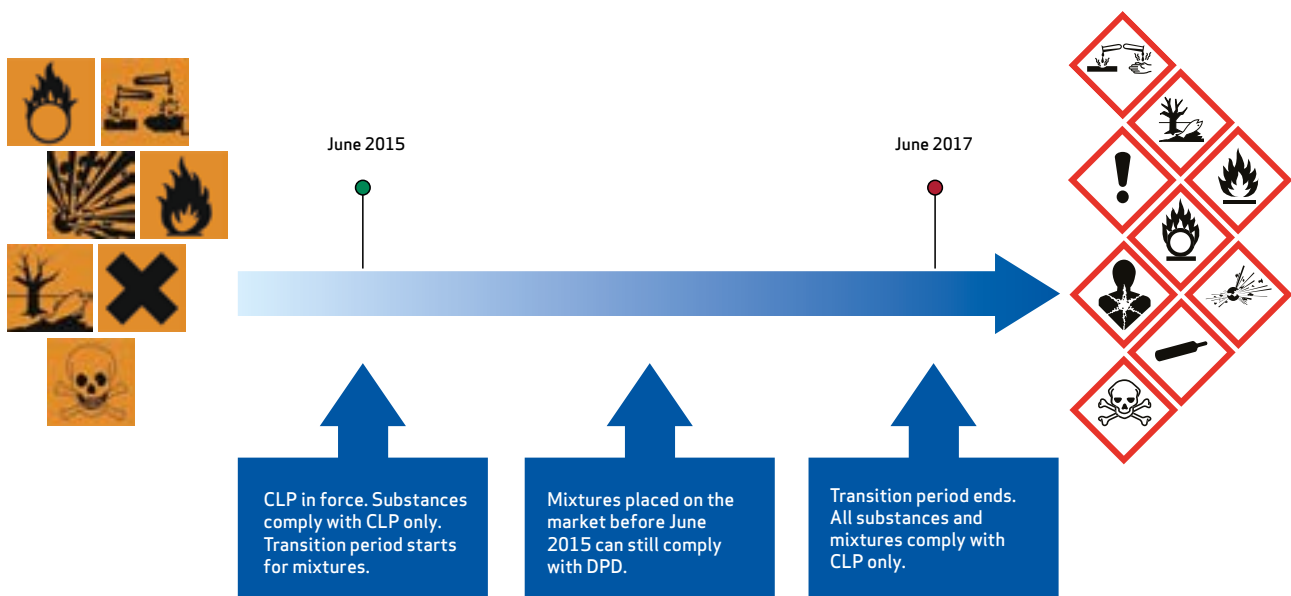 June 2015
June 2017
CLP in force. Substances
comply with CLP only.
Transition period starts
for mixtures.
Mixtures placed on the
market before June
2015 can still comply
with DPD.
Transition period ends.
All substances and
mixtures comply with
CLP only.